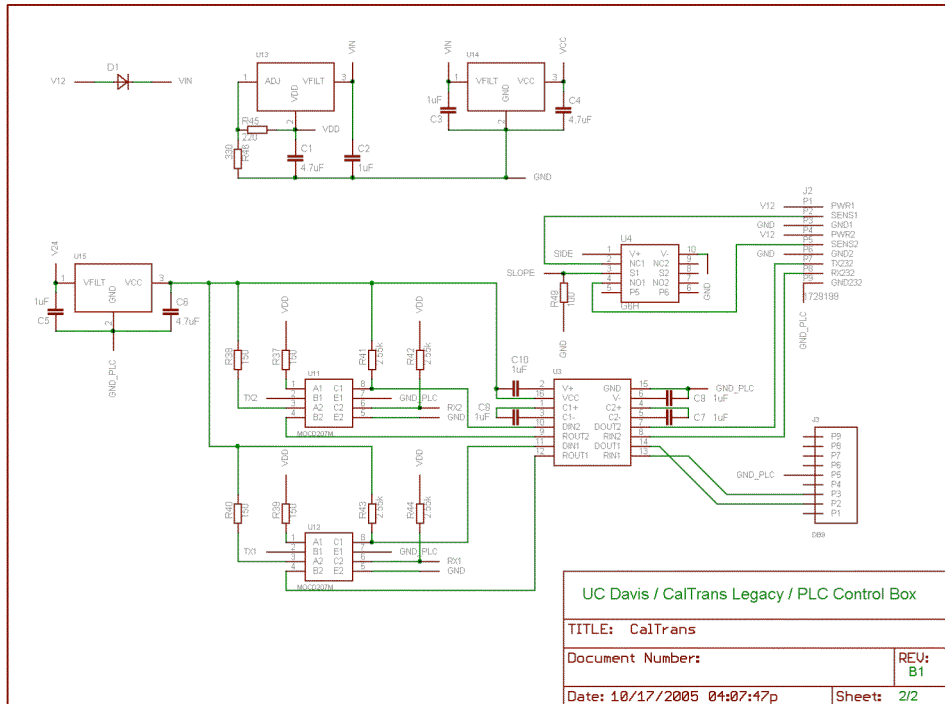 V12
D1
VIN
U13
1
ADJ
VFILT
3
VDD
2
VIN
R45
220
VDD
330
R46
C1
4.7uF
C2
1uF
GND
VIN
U14
1
VFILT
VCC
3
GND
2
VCC
1uF
C3
C4
4.7uF
V24
U15
1
VFILT
VCC
3
GND
2
1uF
C5
C6
4.7uF
GND_PLC
SIDE
SLOPE
U4
1 V+ 10
2 NC1 NC2 9
3 S1 S2 8
4 NO1 NO2 7
5 P5 P6 6
G6H
GND
R49
100
GND
J2
V12 P1 PWR1
P2 SENS1
GND P3 GND1
V12 P4 PWR2
P5 SENS2
GND P6 GND2
P7 TX232
P8 RX232
P9 GND232
1729199
GND_PLC
VDD
VDD
R38
150
R37
150
R41
2.55k
R42
2.55k
U11
1 A1 C1 8
TX2 2 B1 E1 7 GND_PLC
3 A2 C2 6 RX2
4 B2 E2 5 GND
MOCD207M
C10
1uF
C8
1uF
U3
2 V+ GND 15 GND_PLC
16 VCC V- 6 C9 1uF
1 C1+ C2+ 4
3 C1- C2- 5 C7 1uF
10 DIN2 DOUT2 7
9 ROUT2 RIN2 8
11 DIN1 DOUT1 14
12 ROUT1 RIN1 13
J3
P9
P8
P7
P6
GND_PLC P5
P4
P3
P2
P1
DB9
VDD
VDD
R40
150
R39
150
R43
2.55k
R44
2.55k
U12
1 A1 C1 8
TX1 2 B1 E1 7 GND_PLC
3 A2 C2 6 RX1
4 B2 E2 5 GND
MOCD207M
UC Davis / CalTrans Legacy / PLC Control Box
TITLE: CalTrans
Document Number:
REV:
B1
Date: 10/17/2005 04:07:47p
Sheet: 2/2